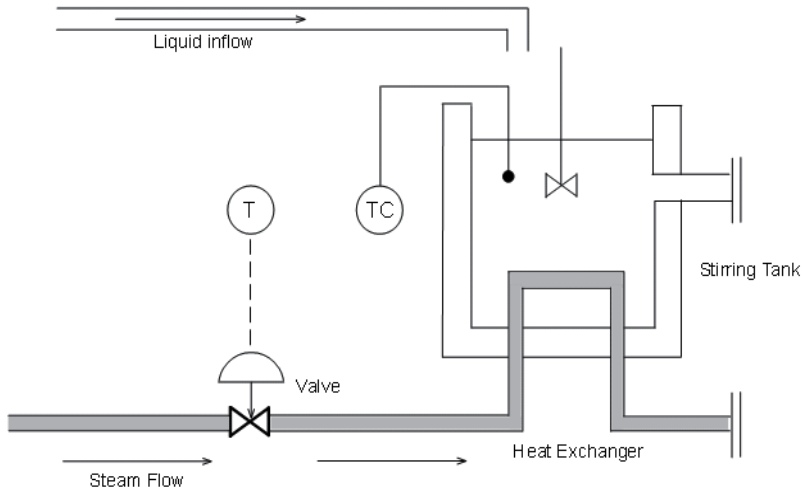 Liquid inflow
T
TC
Stirring Tank
Valve
Heat Exchanger
Steam Flow